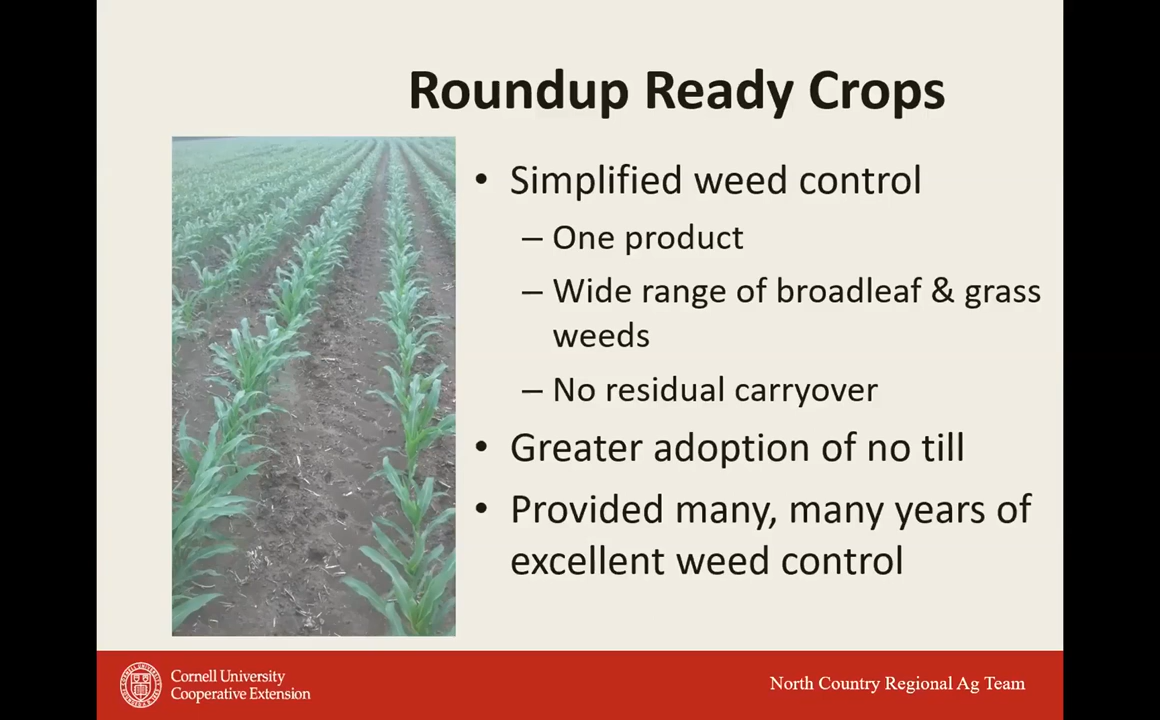 Roundup Ready Crops
• Simplified weed control
– One product
– Wide range of broadleaf & grass
weeds
– No residual carryover
• Greater adoption of no till
• Provided many, many years of
excellent weed control
Cornell University
Cooperative Extension
North Country Regional Ag Team